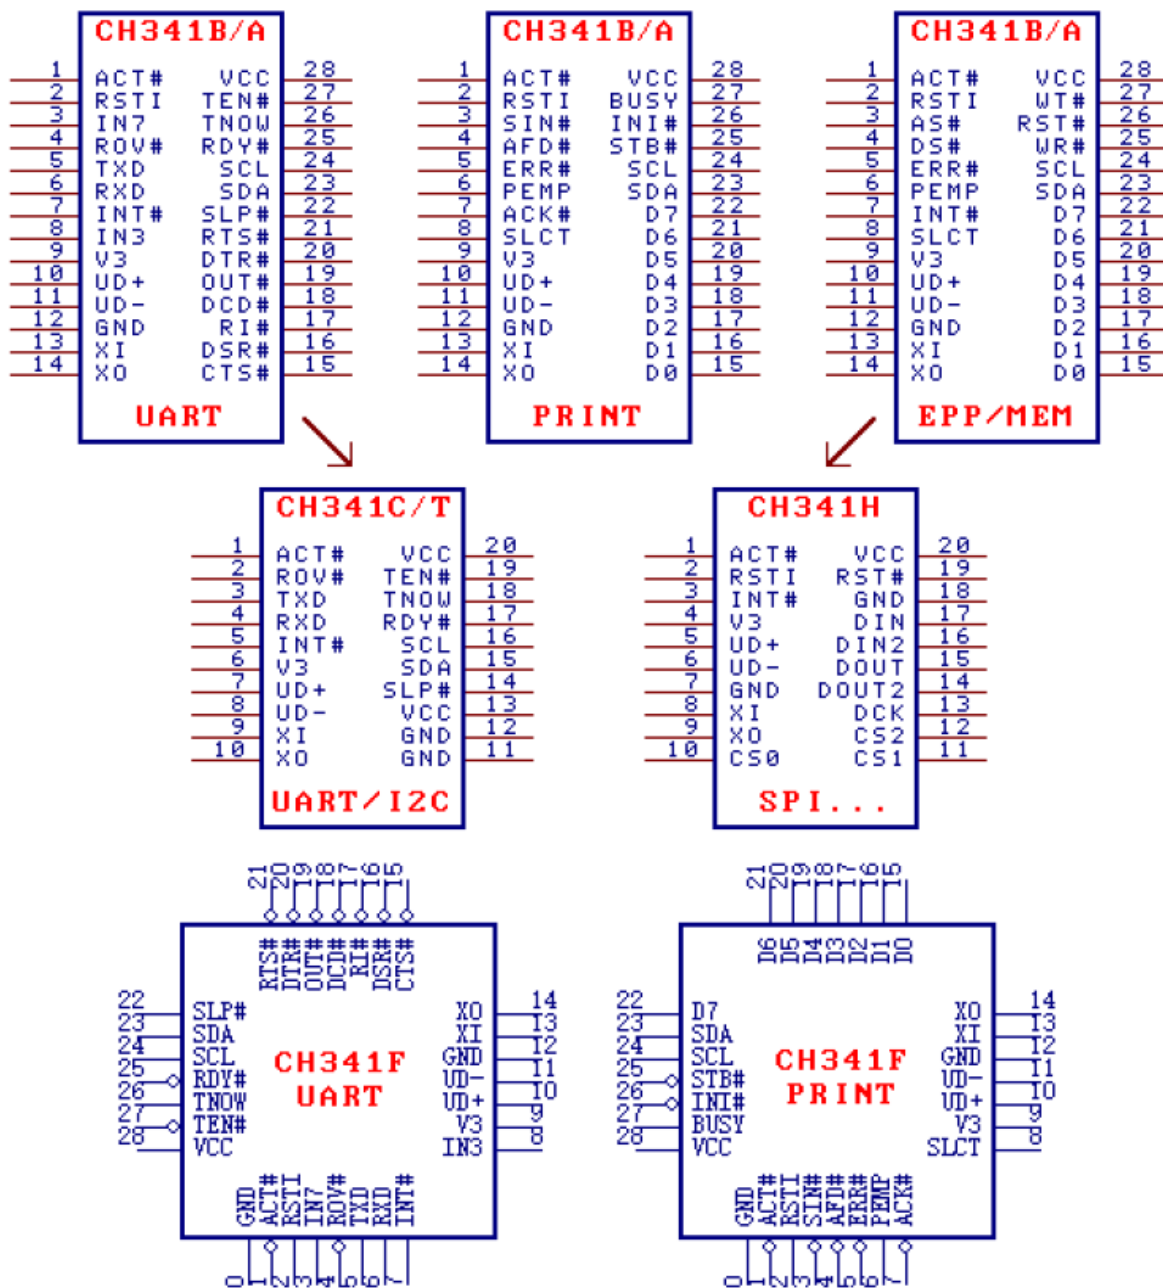 CH341B/A CH341B/A CH341B/A
1 ACT# VCC 28 1 ACT# VCC 28 1 ACT# VCC 28
2 RSTI TEN# 27 2 RSTI BUSY 27 2 RSTI WT# 27
3 IN7 TNOW 26 3 SIN# INI# 26 3 AS# RST# 26
4 ROV# RDY# 25 4 AFD# STB# 25 4 DS# WR# 25
5 TXD SCL 24 5 ERR# SCL 24 5 ERR# SCL 24
6 RXD SDA 23 6 PEMP SDA 23 6 PEMP SDA 23
7 INT# SLP# 22 7 ACK# D7 22 7 INT# D7 22
8 IN3 RTS# 21 8 SLCT D6 21 8 SLCT D6 21
9 V3 DTR# 20 9 V3 D5 20 9 V3 D5 20
10 UD+ OUT# 19 10 UD+ D4 19 10 UD+ D4 19
11 UD- DCD# 18 11 UD- D3 18 11 UD- D3 18
12 GND RI# 17 12 GND D2 17 12 GND D2 17
13 XI DSR# 16 13 XI D1 16 13 XI D1 16
14 XO CTS# 15 14 XO D0 15 14 XO D0 15
UART PRINT EPP/MEM
CH341C/T CH341H
1 ACT# VCC 20 1 ACT# VCC 20
2 ROV# TEN# 19 2 RSTI RST# 19
3 TXD TNOW 18 3 INT# GND 18
4 RXD RDY# 17 4 V3 DIN 17
5 INT# SCL 16 5 UD+ DIN2 16
6 V3 SDA 15 6 UD- DOUT 15
7 UD+ SLP# 14 7 GND DOUT2 14
8 UD- VCC 13 8 XI DCK 13
9 XI GND 12 9 XO CS2 12
10 XO GND 11 10 CS0 CS1 11
UART/I2C SPI...
21 20 19 18 17 16 15 21 20 19 18 17 16 15
RTS# DTR# OUT# DCD# RI# DSR# CTS# D6 D5 D4 D3 D2 D1 D0
22 SLP# XO 14 22 D7 XO 14
23 SDA XI 13 23 SDA XI 13
24 SCL GND 12 24 SCL GND 12
25 RDY# UD- 11 25 STB# UD- 11
26 TNOW UD+ 10 26 INI# UD+ 10
27 TEN# V3 9 27 BUSY V3 9
28 VCC IN3 8 28 VCC SLCT 8
CH341F CH341F
UART PRINT
GND ACT# RSTI IN7 ROV# TXD RXD INT# GND ACT# RSTI SIN# AFD# ERR# PEMP ACK#
0 1 2 3 4 5 6 7 0 1 2 3 4 5 6 7